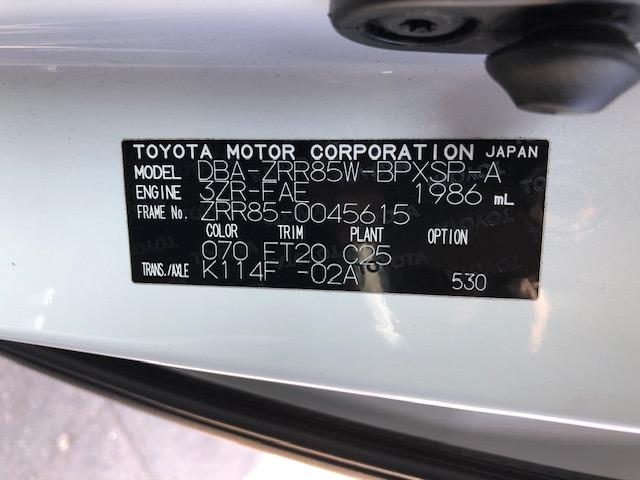 TOYOTA MOTOR CORPORATION JAPAN
MODEL DBA-ZRR85W-BPXSP-A
ENGINE 3ZR-FAE 1986 mL
FRAME No. ZRR85-0045615
COLOR TRIM PLANT OPTION
070 FT20 C25
TRANS./AXLE K114F -02A 530